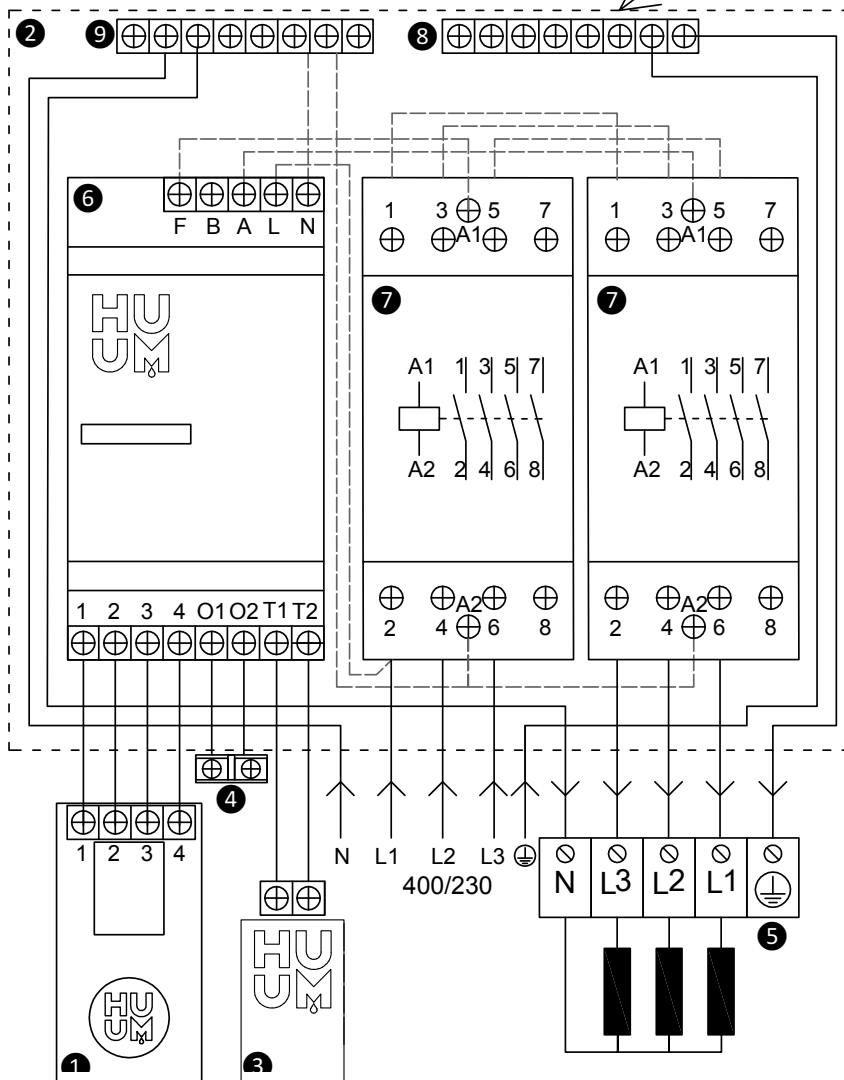 2 9 8
6 F B A L N
1 3 5 7 A1
1 3 5 7 A1
HUUM
7
7
A1 1 3 5 7
A1 1 3 5 7
A2 2 4 6 8
A2 2 4 6 8
1 2 3 4 O1 O2 T1 T2
A2
2 4 6 8
A2
2 4 6 8
4
1 2 3 4
N L1 L2 L3
400/230
N L3 L2 L1
5
HUUM
HUUM
1
3